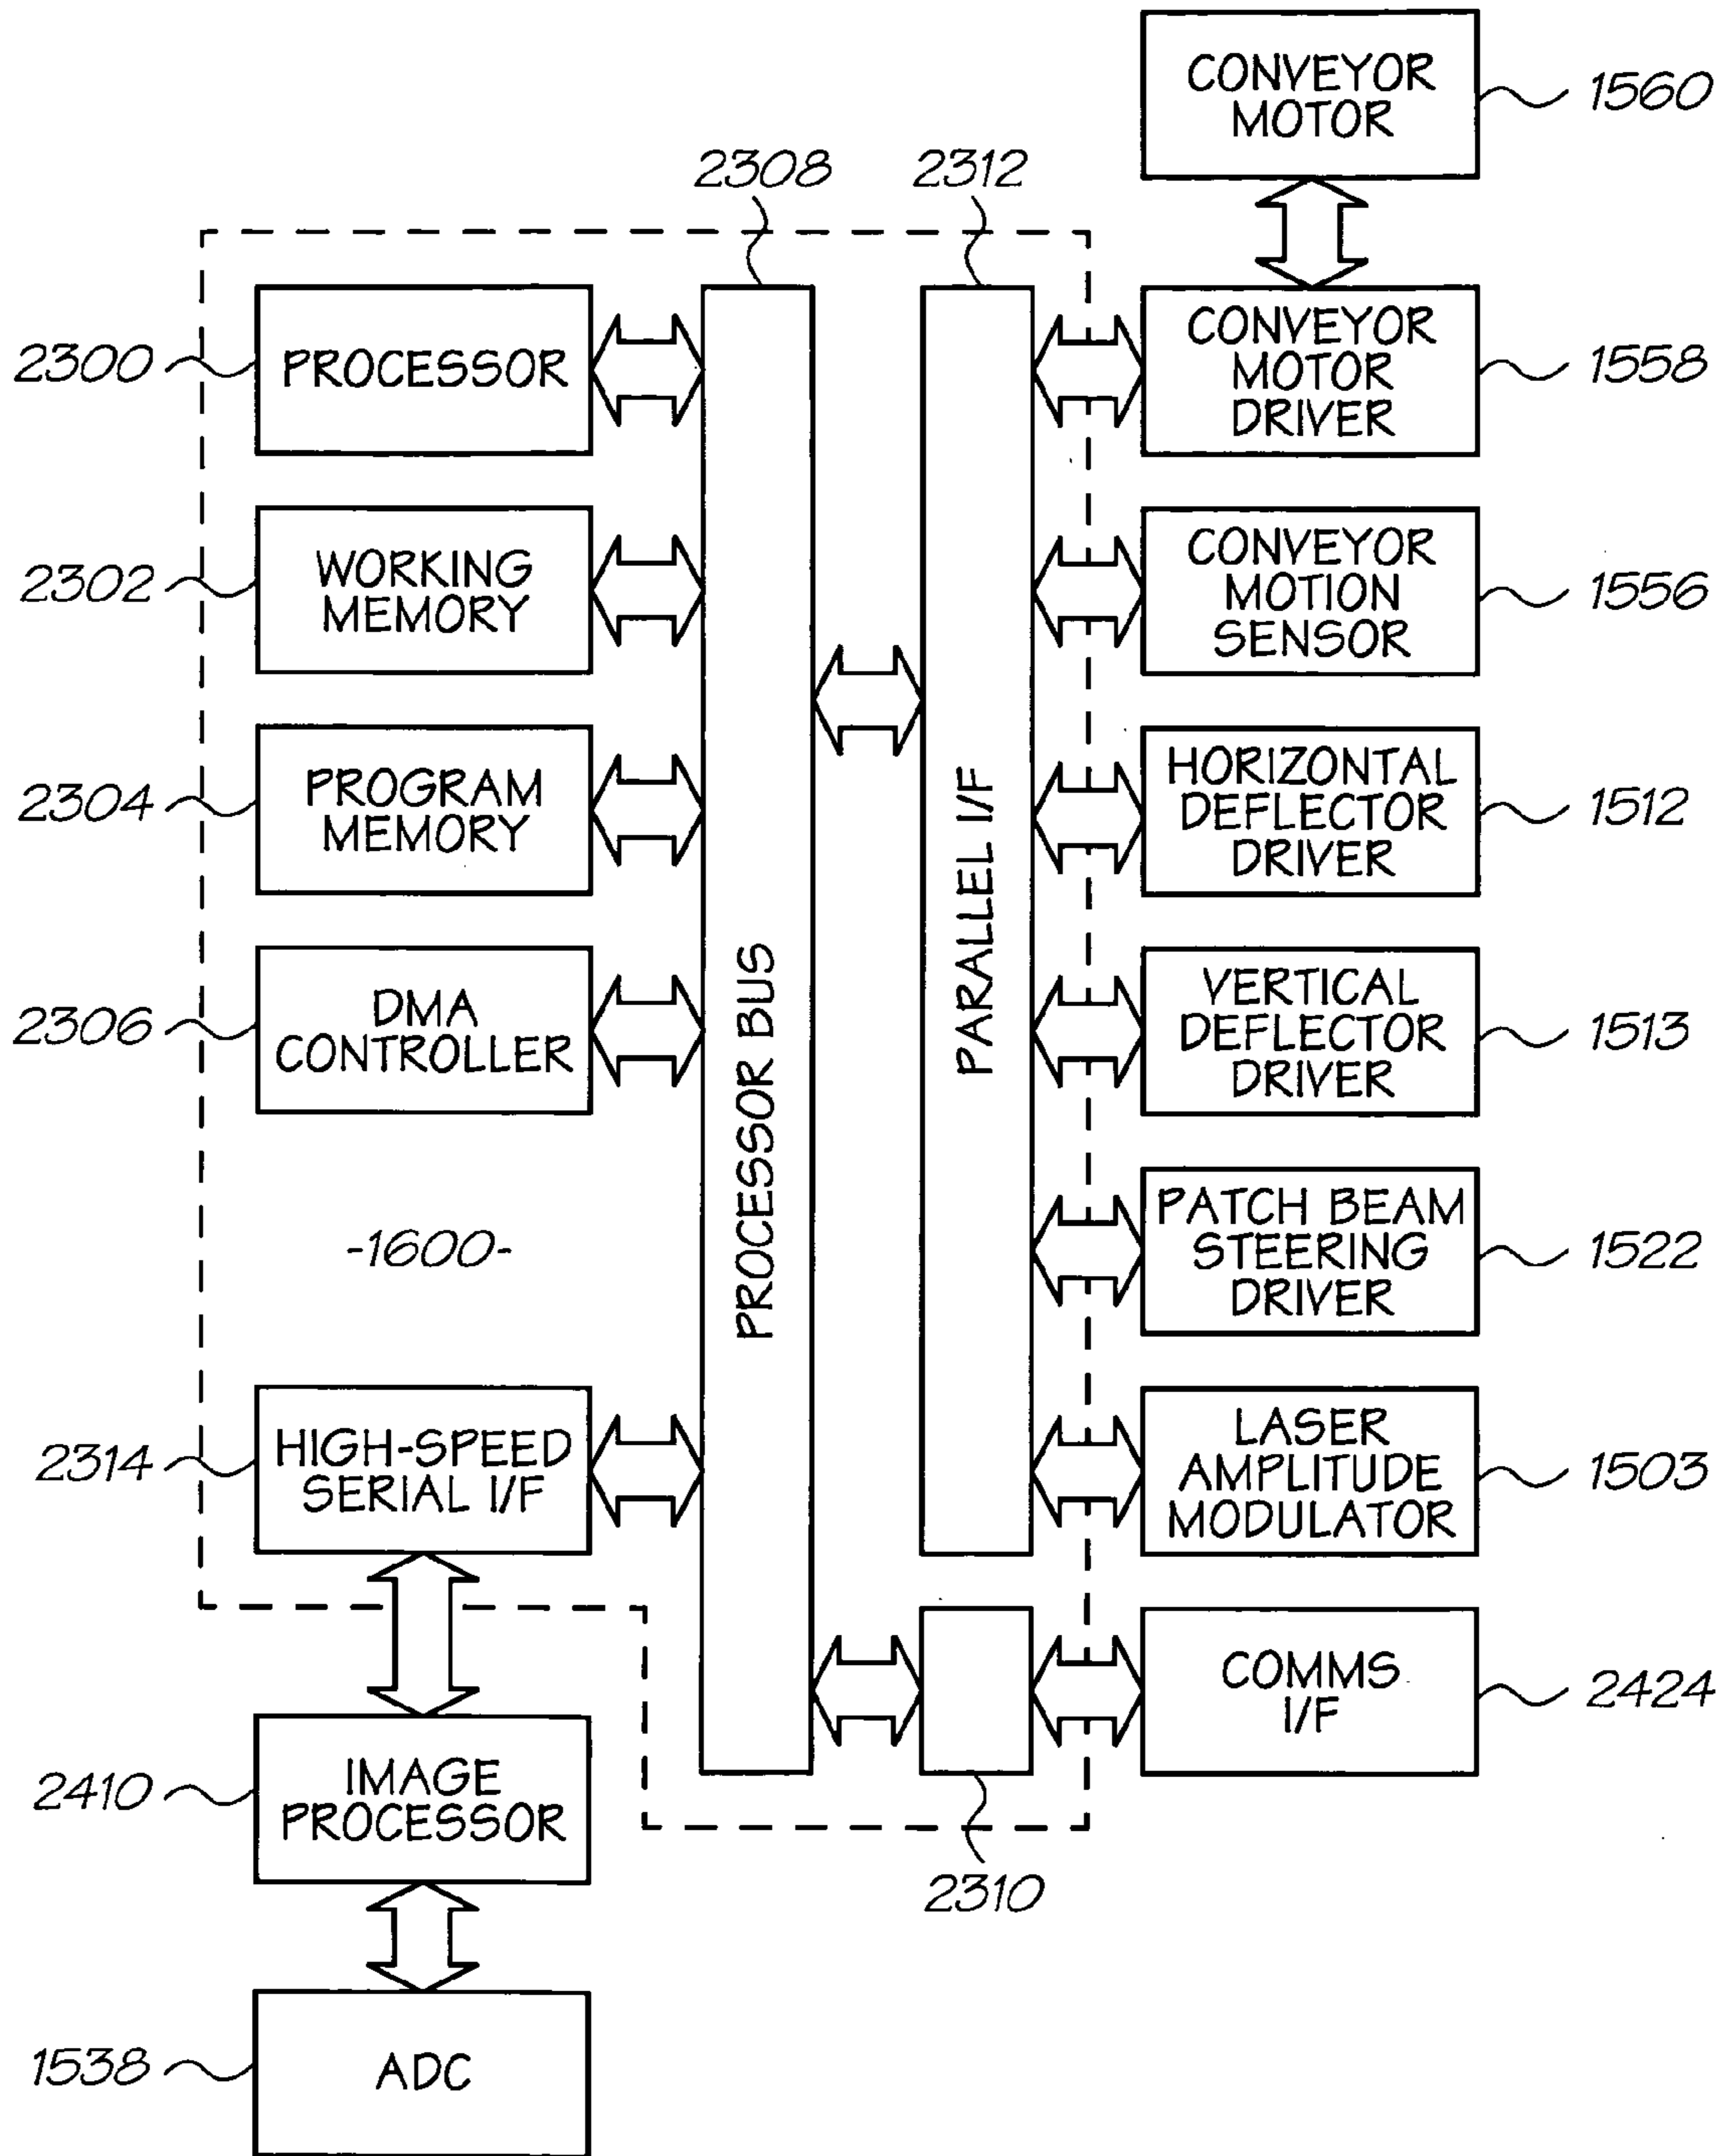 CONVEYOR
MOTOR
1560
2308
2312
2300
PROCESSOR
CONVEYOR
MOTOR
DRIVER
1558
2302
WORKING
MEMORY
CONVEYOR
MOTION
SENSOR
1556
2304
PROGRAM
MEMORY
HORIZONTAL
DEFLECTOR
DRIVER
1512
2306
DMA
CONTROLLER
PROCESSOR BUS
PARALLEL I/F
VERTICAL
DEFLECTOR
DRIVER
1513
-1600-
PATCH BEAM
STEERING
DRIVER
1522
2314
HIGH-SPEED
SERIAL I/F
LASER
AMPLITUDE
MODULATOR
1503
COMMS
I/F
2424
2410
IMAGE
PROCESSOR
2310
1538
ADC